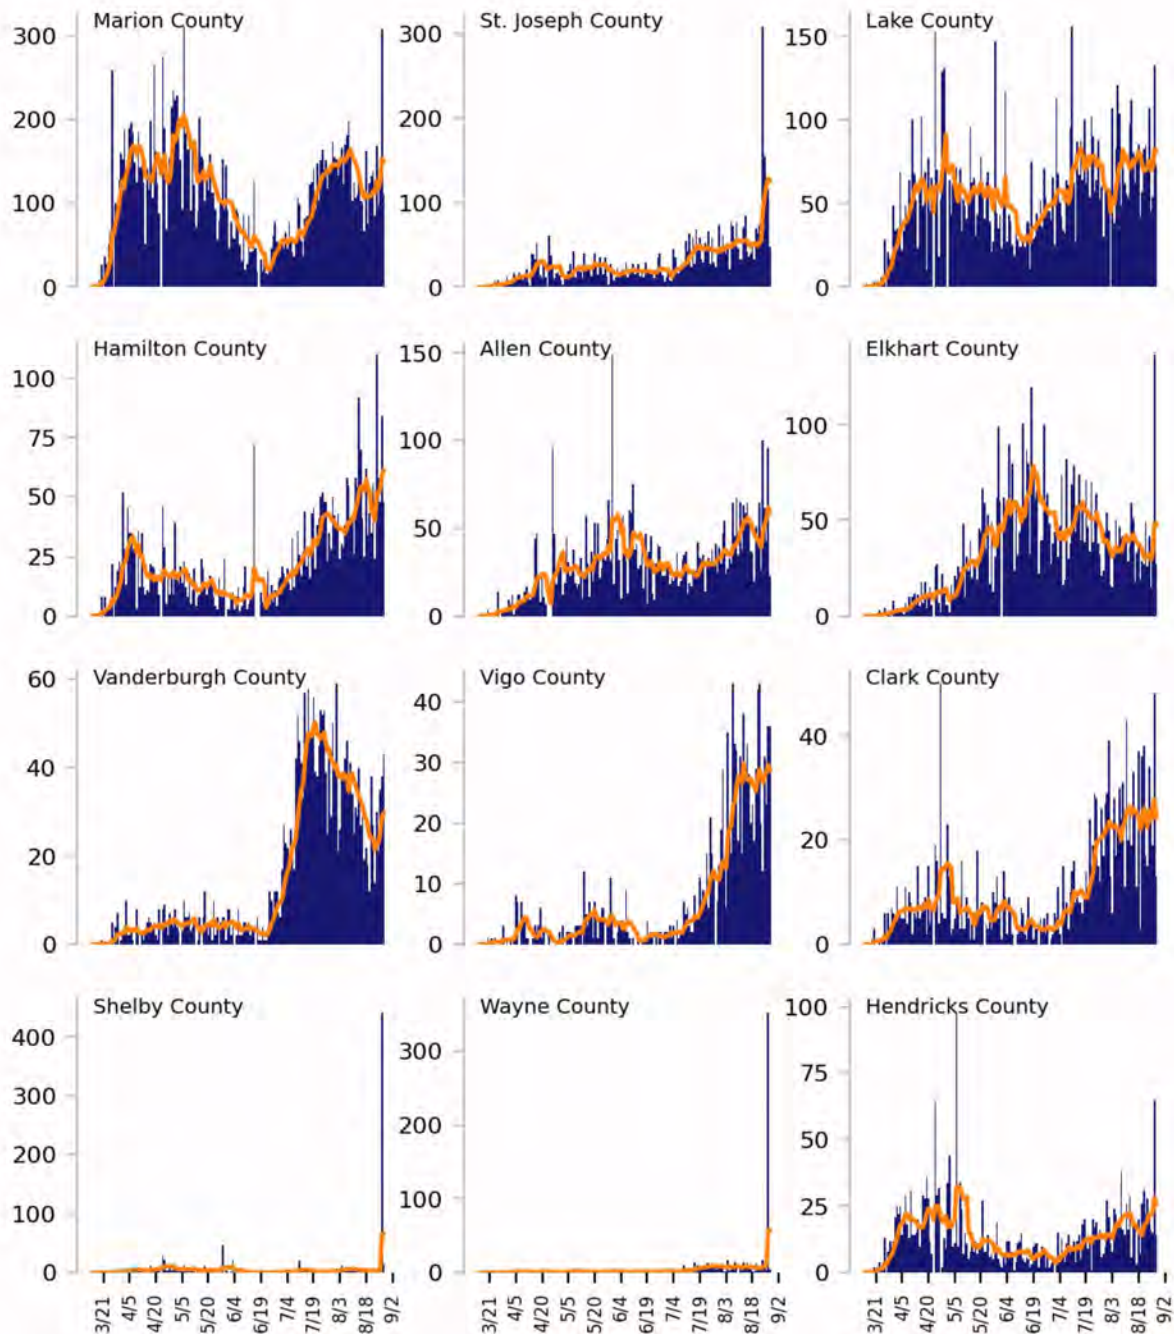 Marion County St. Joseph County Lake County
300 300 150
200 200 100
100 100 50
0 0 0
Hamilton County Allen County Elkhart County
100 150 100
75 100 50
50 50 0
25 0
0
Vanderburgh County Vigo County Clark County
60 40 40
40 30 20
20 20 0
0 10
0
Shelby County Wayne County Hendricks County
400 300 100
300 200 75
200 100 50
100 0 25
0 0
3/21 4/5 4/20 5/5 5/20 6/4 6/19 7/4 7/19 8/3 8/18 9/2 3/21 4/5 4/20 5/5 5/20 6/4 6/19 7/4 7/19 8/3 8/18 9/2 3/21 4/5 4/20 5/5 5/20 6/4 6/19 7/4 7/19 8/3 8/18 9/2